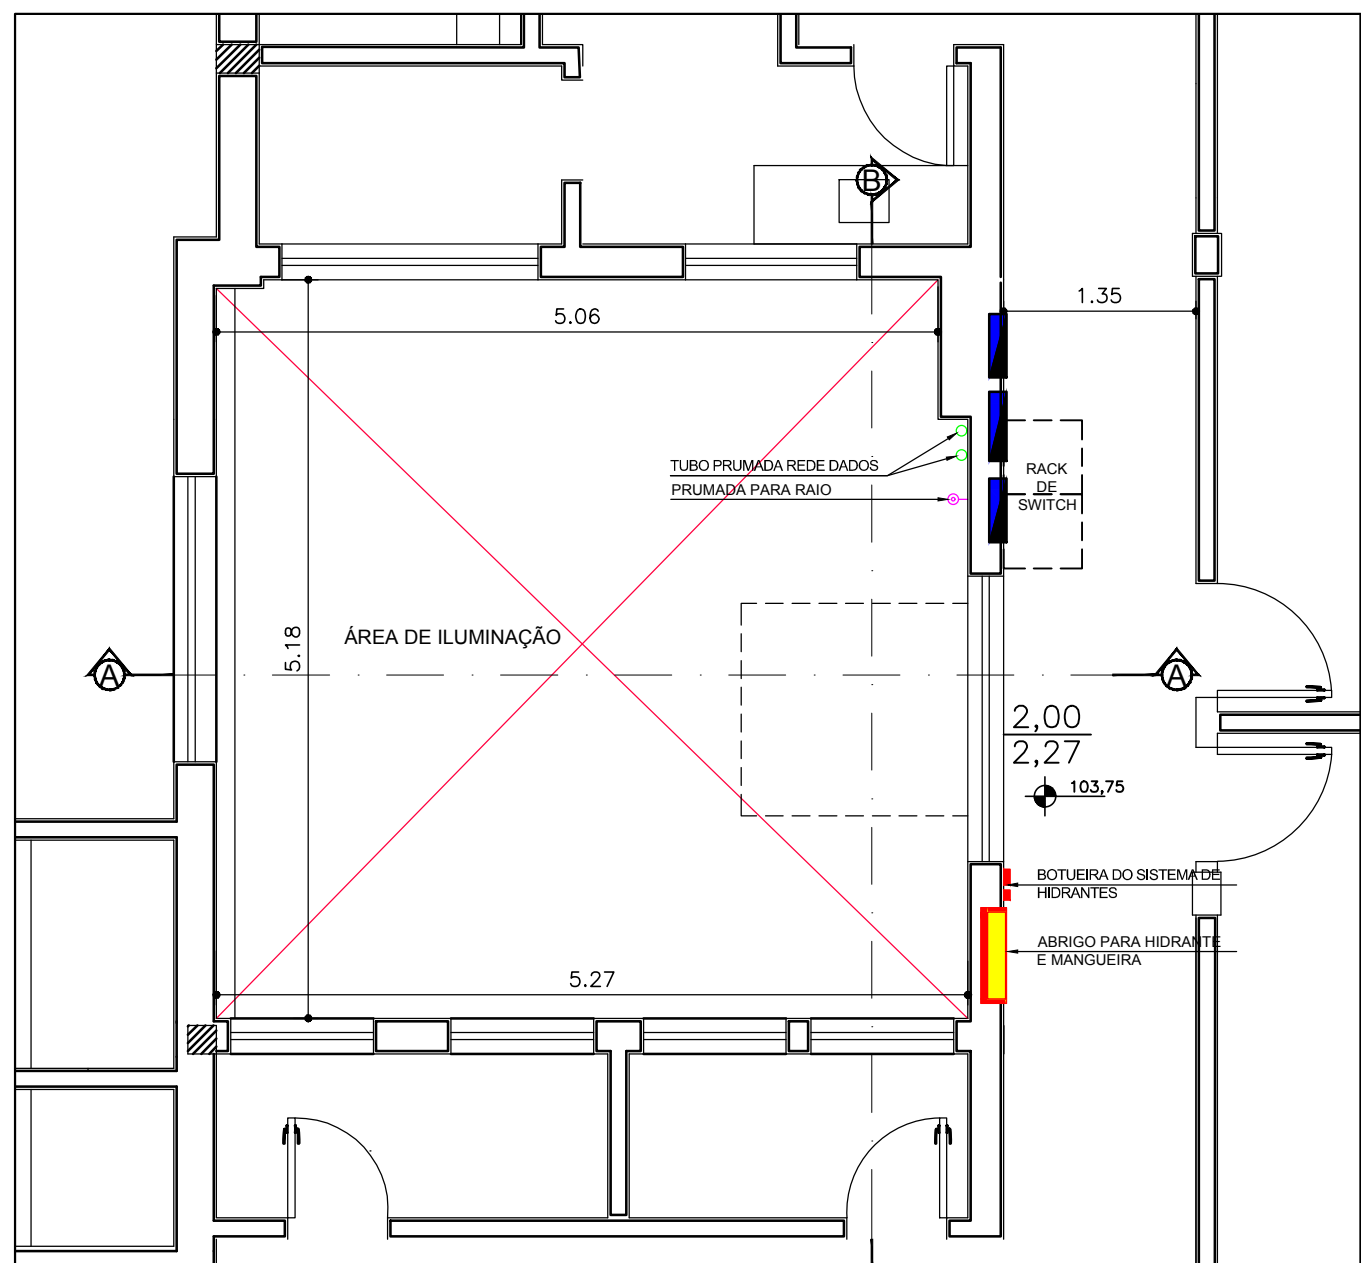 B
1.35
5.06
TUBO PRUMADA REDE DADOS
PRUMADA PARA RAIO
RACK
DE
SWITCH
5.18
ÁREA DE ILUMINAÇÃO
A
A
2,00
2,27
103,75
BOTUEIRA DO SISTEMA DE
HIDRANTES
ABRIGO PARA HIDRANTE
E MANGUEIRA
5.27